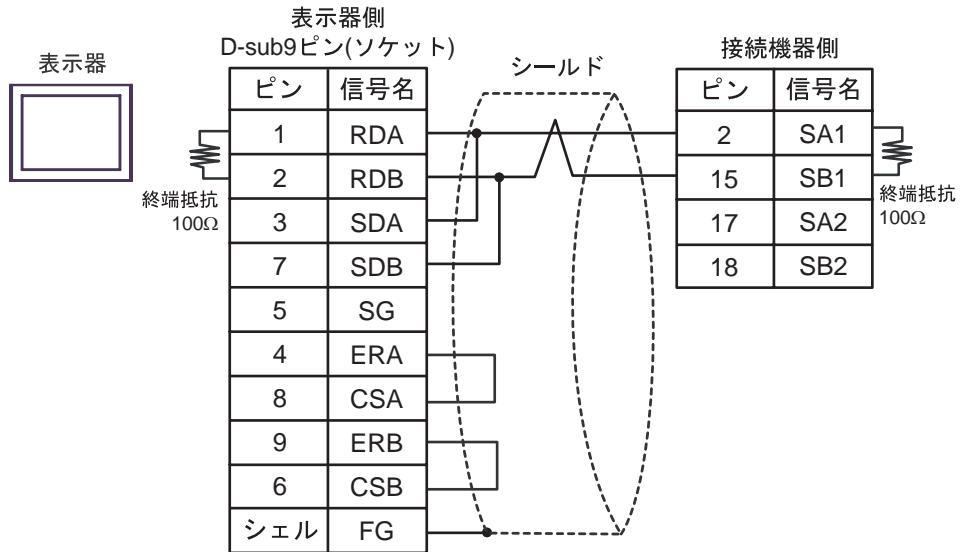 表示器
表示器側
D-sub9ピン(ソケット)
ピン 信号名
1 RDA
2 RDB
3 SDA
7 SDB
5 SG
4 ERA
8 CSA
9 ERB
6 CSB
シェル FG
終端抵抗
100Ω
シールド
接続機器側
ピン 信号名
2 SA1
15 SB1
17 SA2
18 SB2
終端抵抗
100Ω